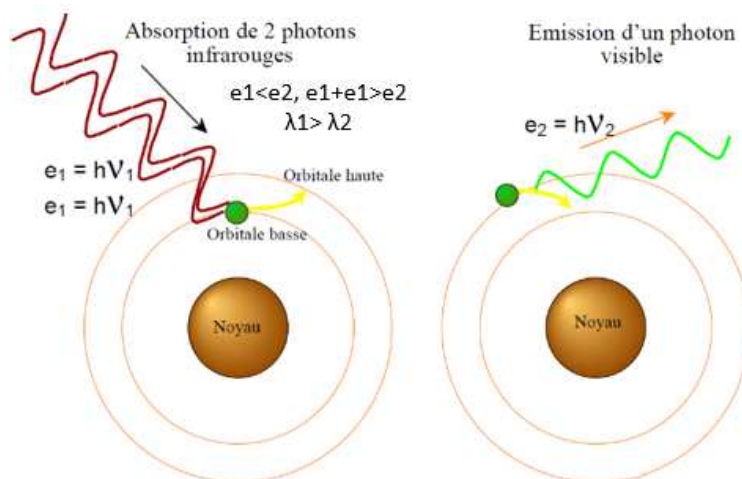 Absorption de 2 photons
infrarouges
e1<e2, e1+e1>e2
λ1> λ2
e₁ = hν₁
e₁ = hν₁
Orbitale haute
Orbitale basse
Noyau
Emission d'un photon
visible
e₂ = hν₂
Noyau